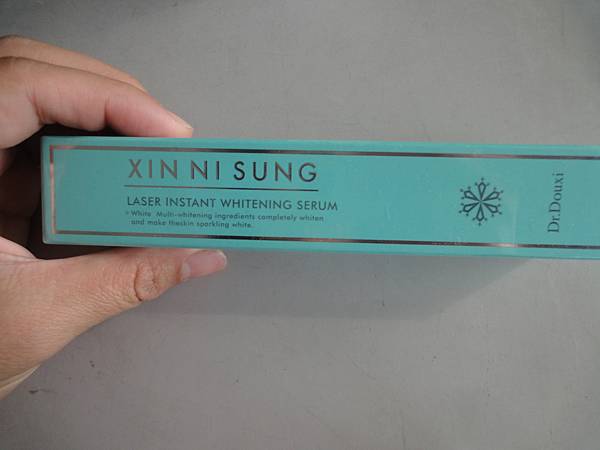 XIN NI SUNG
LASER INSTANT WHITENING SERUM
White Multi-whitening ingredients completely whiten
and make theskin sparkling white.
Dr.Douxi